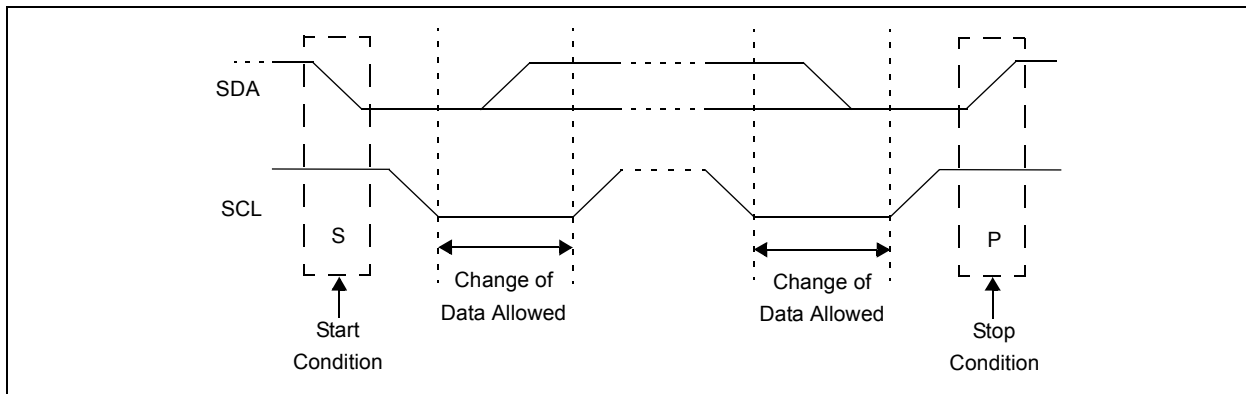 SDA
SCL
S
P
Change of
Data Allowed
Change of
Data Allowed
Start
Condition
Stop
Condition